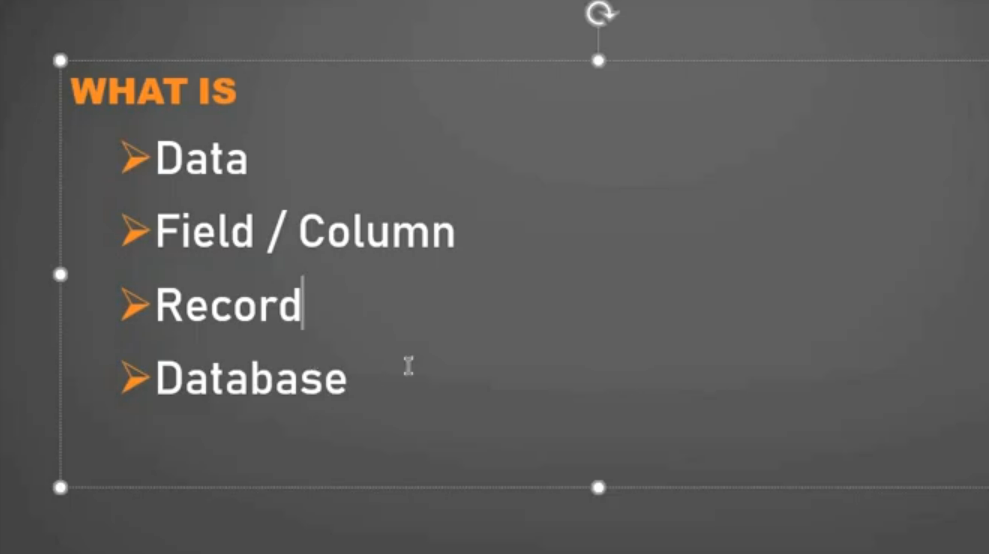 WHAT IS
Data
Field / Column
Record
Database